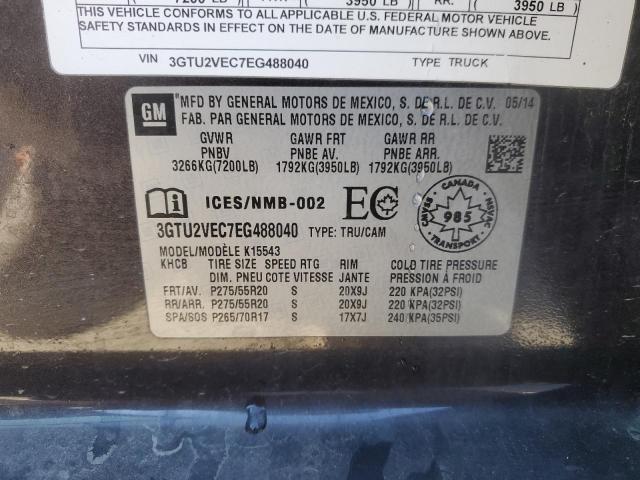 7200 LB 3950 LB RR. ( 3950 LB
THIS VEHICLE CONFORMS TO ALL APPLICABLE U.S. FEDERAL MOTOR VEHICLE
SAFETY STANDARDS IN EFFECT ON THE DATE OF MANUFACTURE SHOWN ABOVE.
VIN 3GTU2VEC7EG488040 TYPE TRUCK
GM MFD BY GENERAL MOTORS DE MEXICO, S. DE R.L. DE C.V. 05/14
FAB. PAR GENERAL MOTORS DE MEXICO, S. DE R.L. DE C.V.
GVWR GAWR FRT GAWR RR
PNBV PNBE AV. PNBE ARR.
3266KG(7200LB) 1792KG(3950LB) 1792KG(3950LB)
ICES/NMB-002 EC
CANADA
985
TRANSPORT
NSVAC
3GTU2VEC7EG488040 TYPE: TRU/CAM
MODEL/MODÈLE K15543
KHCB TIRE SIZE SPEED RTG RIM COLD TIRE PRESSURE
DIM. PNEU COTE VITESSE JANTE PRESSION À FROID
FRT/AV. P275/55R20 S 20X9J 220 KPA(32PSI)
RR/ARR. P275/55R20 S 20X9J 220 KPA(32PSI)
SPA/SOS P265/70R17 S 17X7J 240 KPA(35PSI)